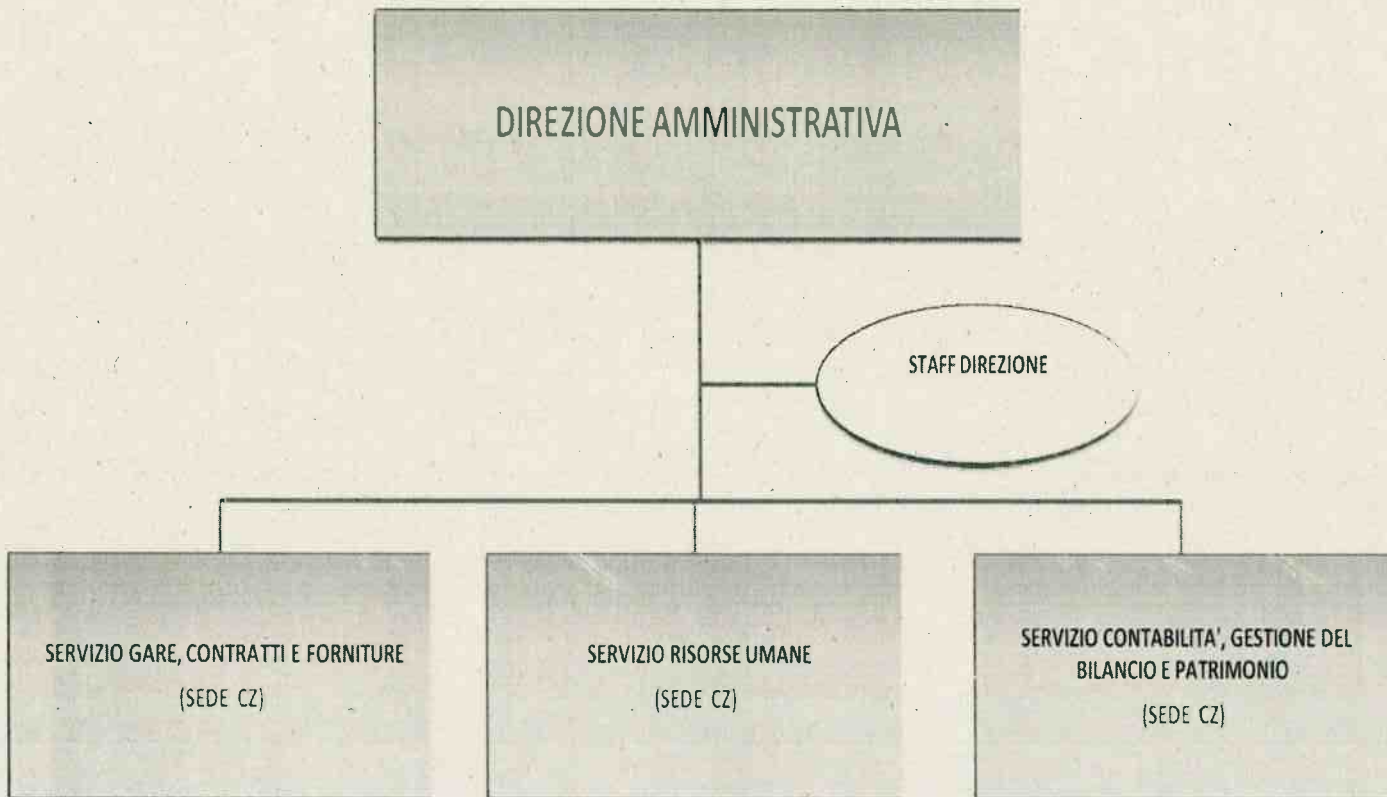 DIREZIONE AMMINISTRATIVA
STAFF DIREZIONE
SERVIZIO GARE, CONTRATTI E FORNITURE
(SEDE CZ)
SERVIZIO RISORSE UMANE
(SEDE CZ)
SERVIZIO CONTABILITA', GESTIONE DEL
BILANCIO E PATRIMONIO
(SEDE CZ)